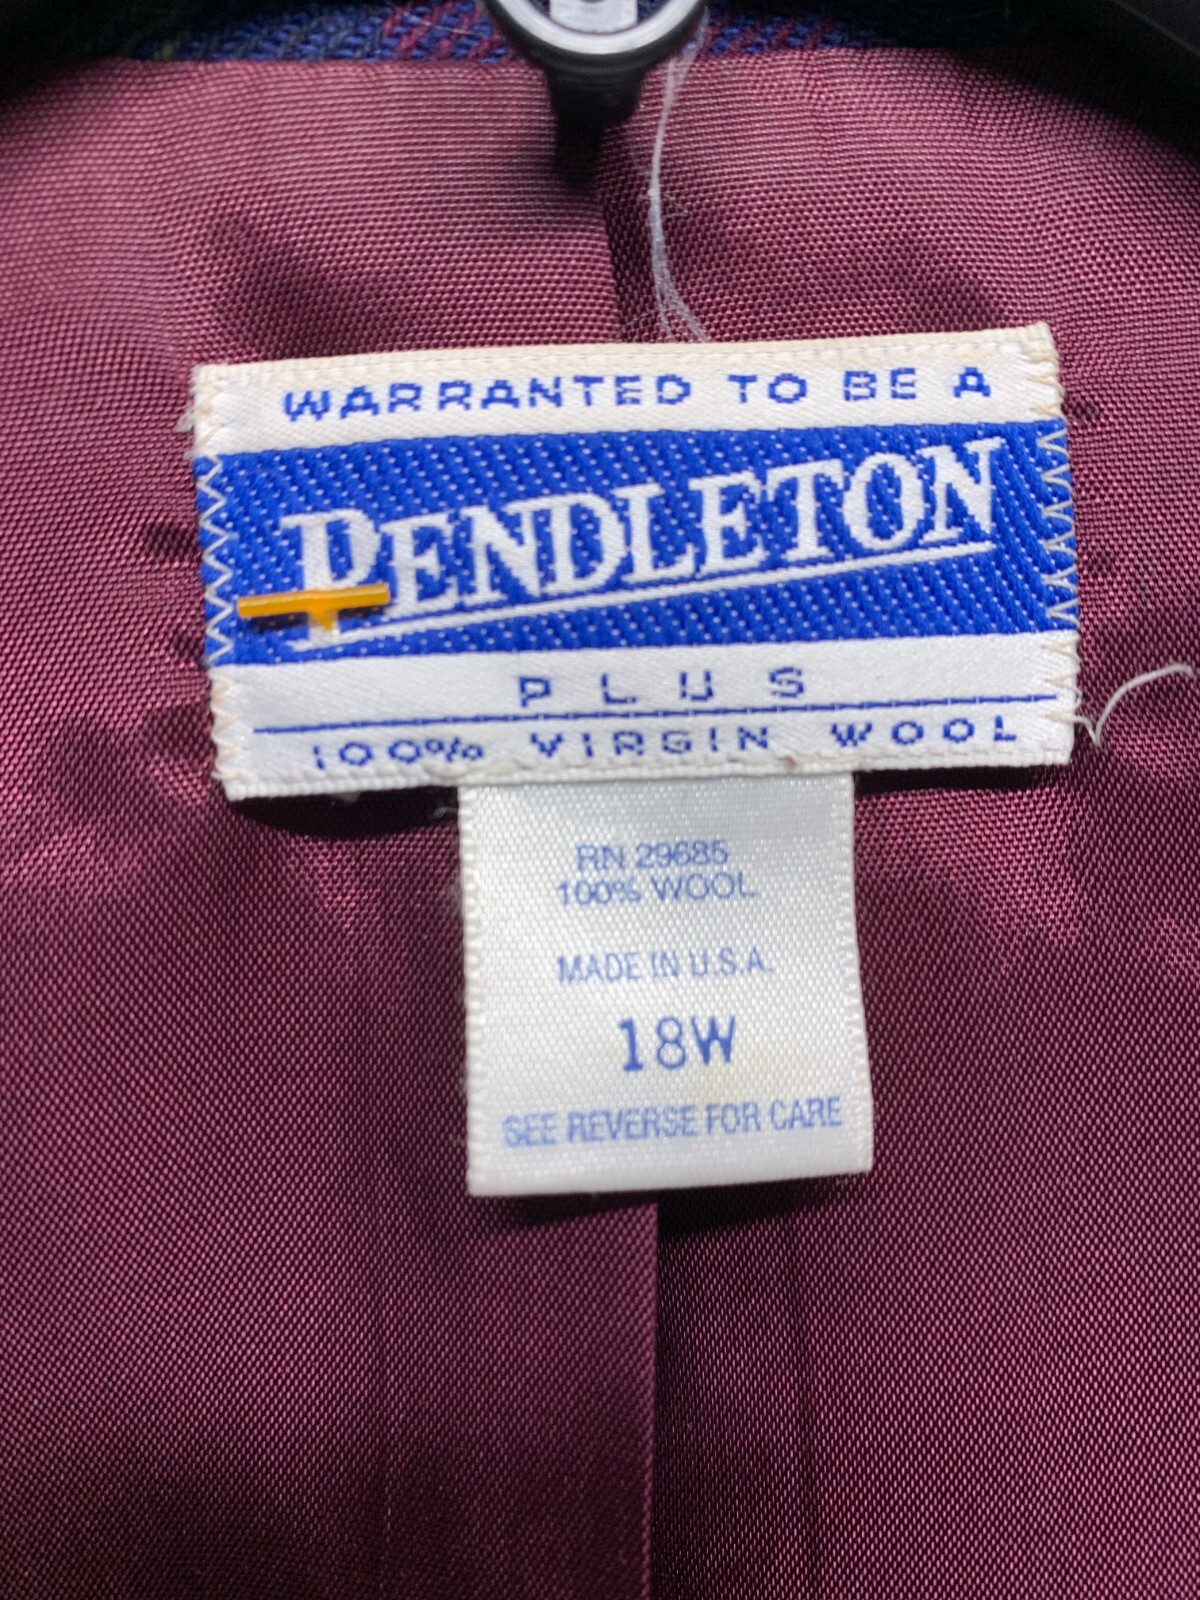 WARRANTED TO BE A
PENDLETON
PLUS
100% VIRGIN WOOL
RN 29685
100% WOOL
MADE IN U.S.A.
18W
SEE REVERSE FOR CARE